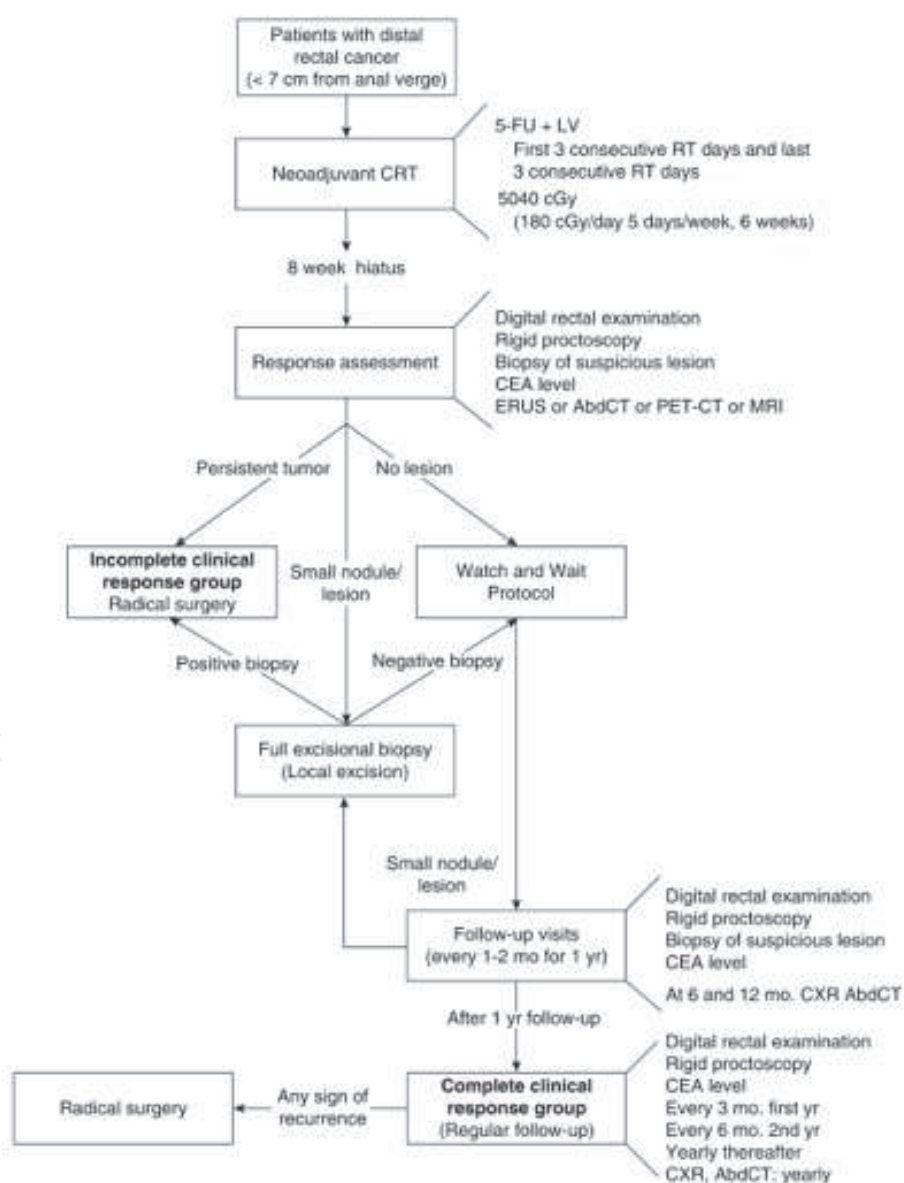 Patients with distal
rectal cancer
(< 7 cm from anal verge)
Neoadjuvant CRT
5-FU + LV
First 3 consecutive RT days and last
3 consecutive RT days
5040 cGy
(180 cGy/day 5 days/week, 6 weeks)
8 week hiatus
Response assessment
Digital rectal examination
Rigid proctoscopy
Biopsy of suspicious lesion
CEA level
ERUS or AbdCT or PET-CT or MRI
Persistent tumor
No lesion
Incomplete clinical
response group
Radical surgery
Small nodule/
lesion
Watch and Wait
Protocol
Positive biopsy
Negative biopsy
Full excisional biopsy
(Local excision)
Small nodule/
lesion
Follow-up visits
(every 1-2 mo for 1 yr)
Digital rectal examination
Rigid proctoscopy
Biopsy of suspicious lesion
CEA level
At 6 and 12 mo. CXR AbdCT
After 1 yr follow-up
Radical surgery
Any sign of
recurrence
Complete clinical
response group
(Regular follow-up)
Digital rectal examination
Rigid proctoscopy
CEA level
Every 3 mo. first yr
Every 6 mo. 2nd yr
Yearly thereafter
CXR, AbdCT: yearly